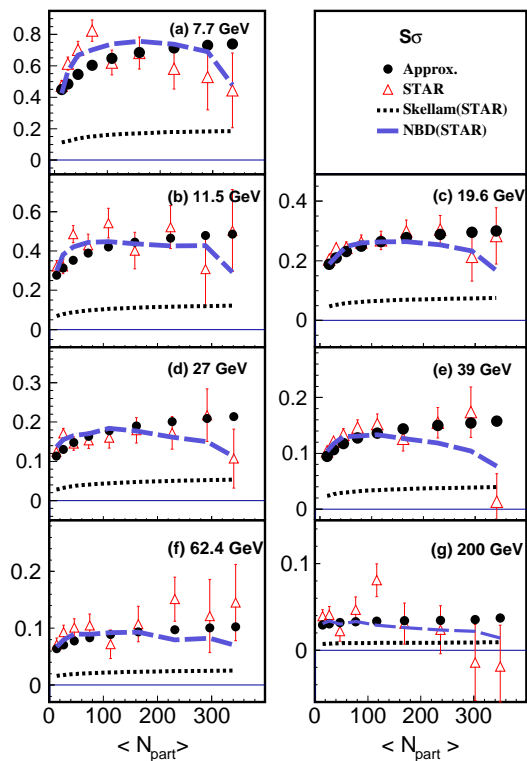 (a) 7.7 GeV
0.8
0.6
0.4
0.2
0
Sσ
Approx.
STAR
Skellam(STAR)
NBD(STAR)
(b) 11.5 GeV
0.6
0.4
0.2
0
(c) 19.6 GeV
0.4
0.2
0
(d) 27 GeV
0.3
0.2
0.1
0
(e) 39 GeV
0.2
0.1
0
(f) 62.4 GeV
0.2
0.1
0
(g) 200 GeV
0.1
0
0 100 200 300
0 100 200 300
< Npart >
< Npart >